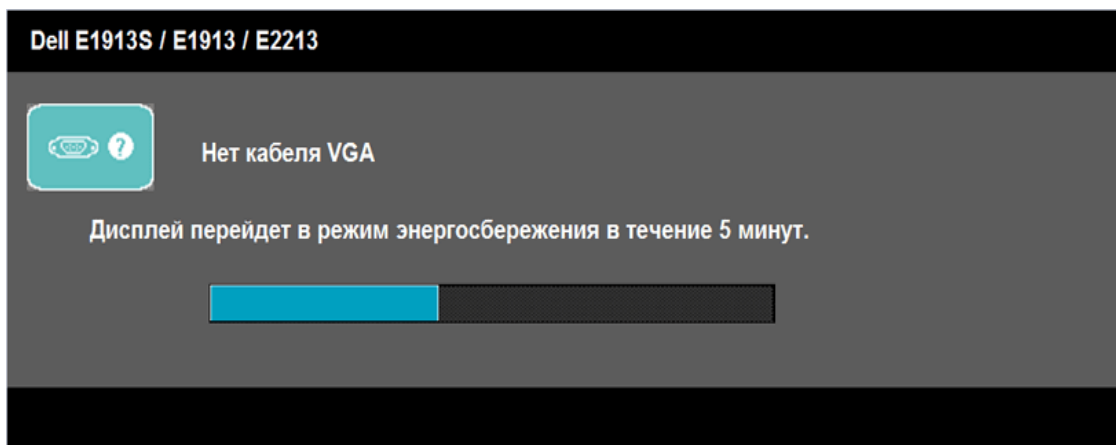 Dell E1913S / E1913 / E2213
Нет кабеля VGA
Дисплей перейдет в режим энергосбережения в течение 5 минут.